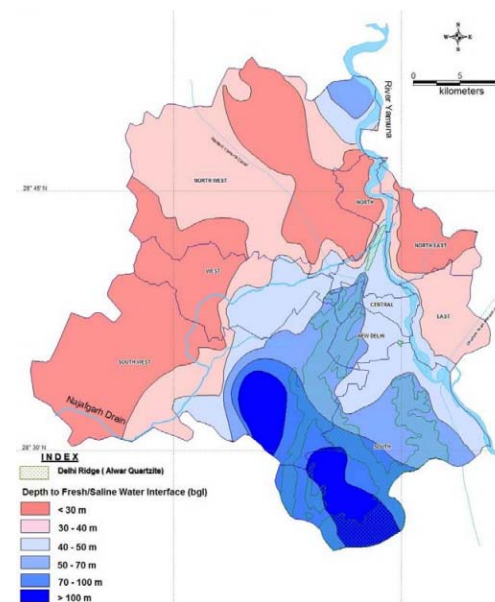 N
W E
S
0 5
kilometers
River Yamuna
28° 45' N
NORTH WEST
NORTH
NORTH EAST
WEST
CENTRAL
EAST
NEW DELHI
SOUTH WEST
Najafgarh Drain
28° 30' N
SOUTH
INDEX
Delhi Ridge ( Alwar Quartzite)
Depth to Fresh/Saline Water Interface (bgl)
< 30 m
30 - 40 m
40 - 50 m
50 - 70 m
70 - 100 m
> 100 m